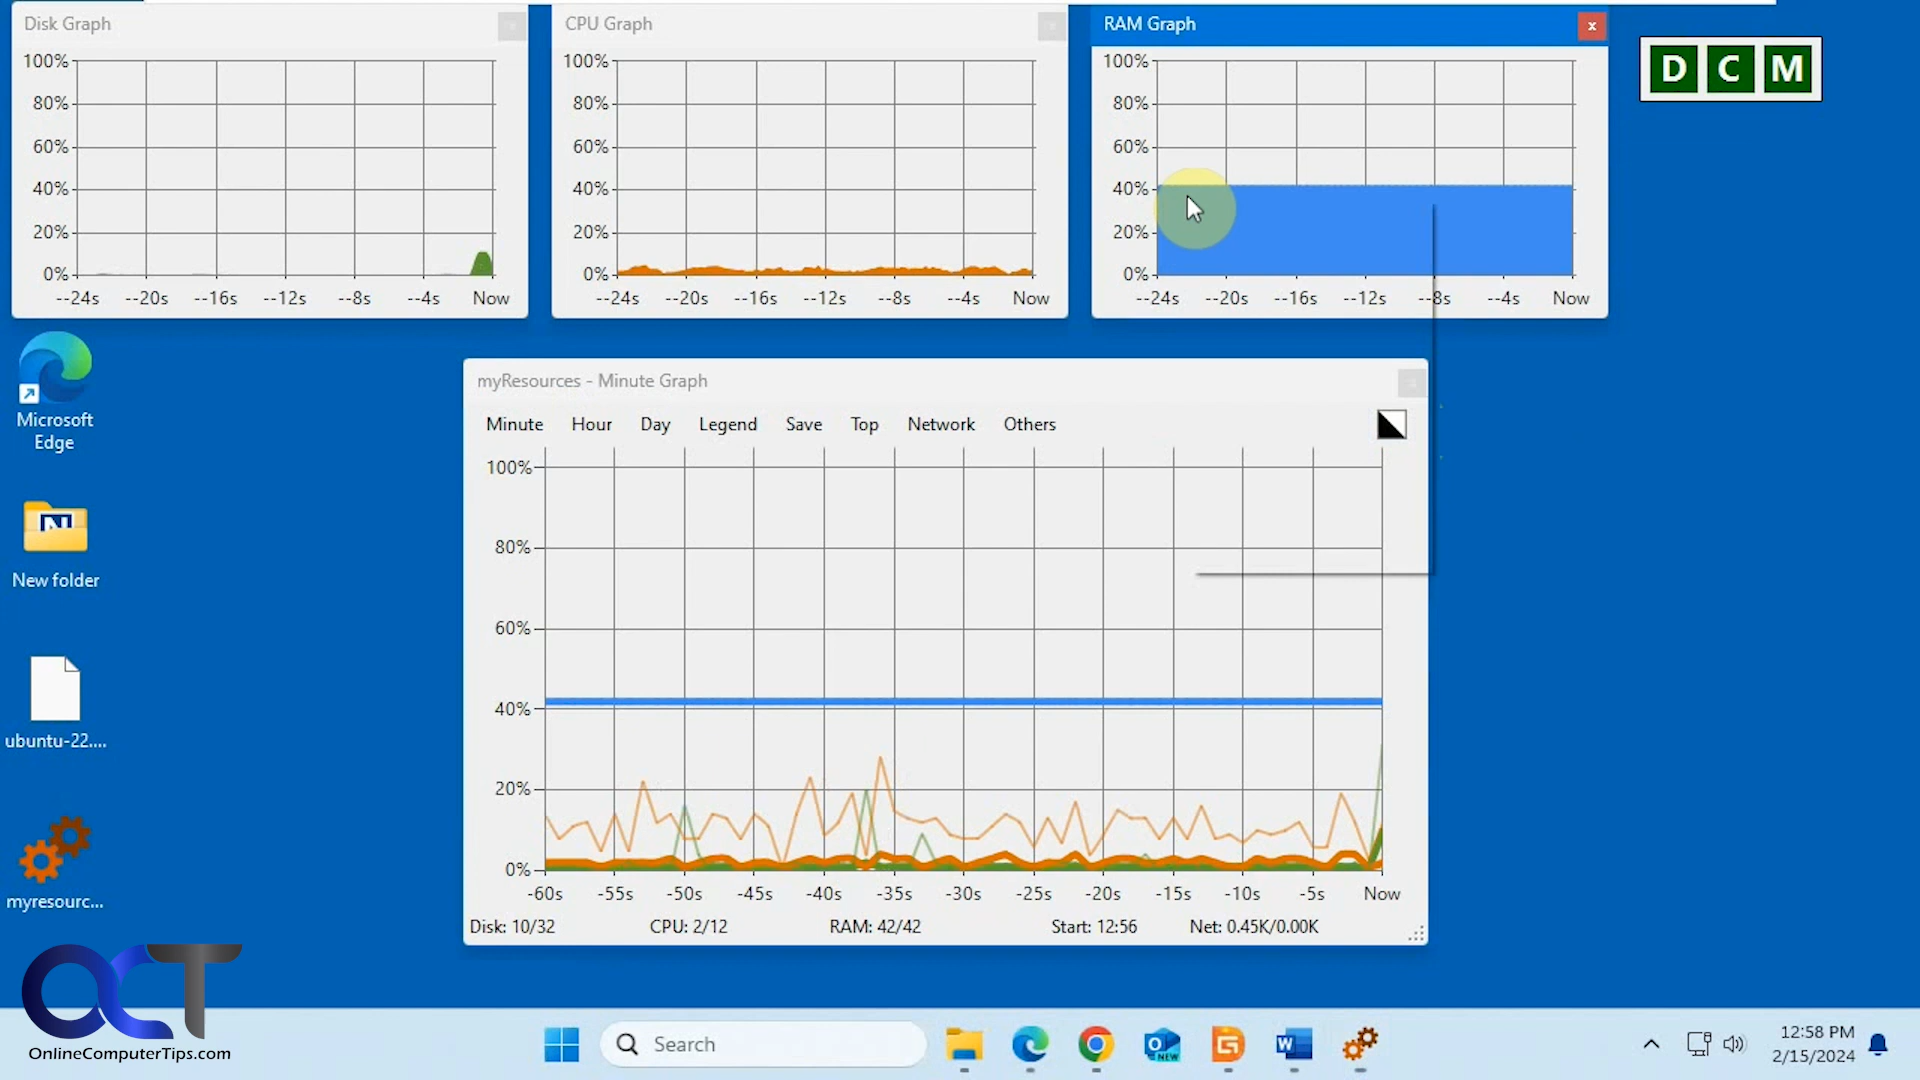 Disk Graph
100%
80%
60%
40%
20%
0%
--24s --20s --16s --12s --8s --4s Now
CPU Graph
100%
80%
60%
40%
20%
0%
--24s --20s --16s --12s --8s --4s Now
RAM Graph
x
100%
80%
60%
40%
20%
0%
--24s --20s --16s --12s --8s --4s Now
D C M
Microsoft
Edge
New folder
ubuntu-22....
myresourc...
myResources - Minute Graph
Minute Hour Day Legend Save Top Network Others
100%
80%
60%
40%
20%
0%
-60s -55s -50s -45s -40s -35s -30s -25s -20s -15s -10s -5s Now
Disk: 10/32 CPU: 2/12 RAM: 42/42 Start: 12:56 Net: 0.45K/0.00K
OCT
OnlineComputerTips.com
Search
NEW
12:58 PM
2/15/2024